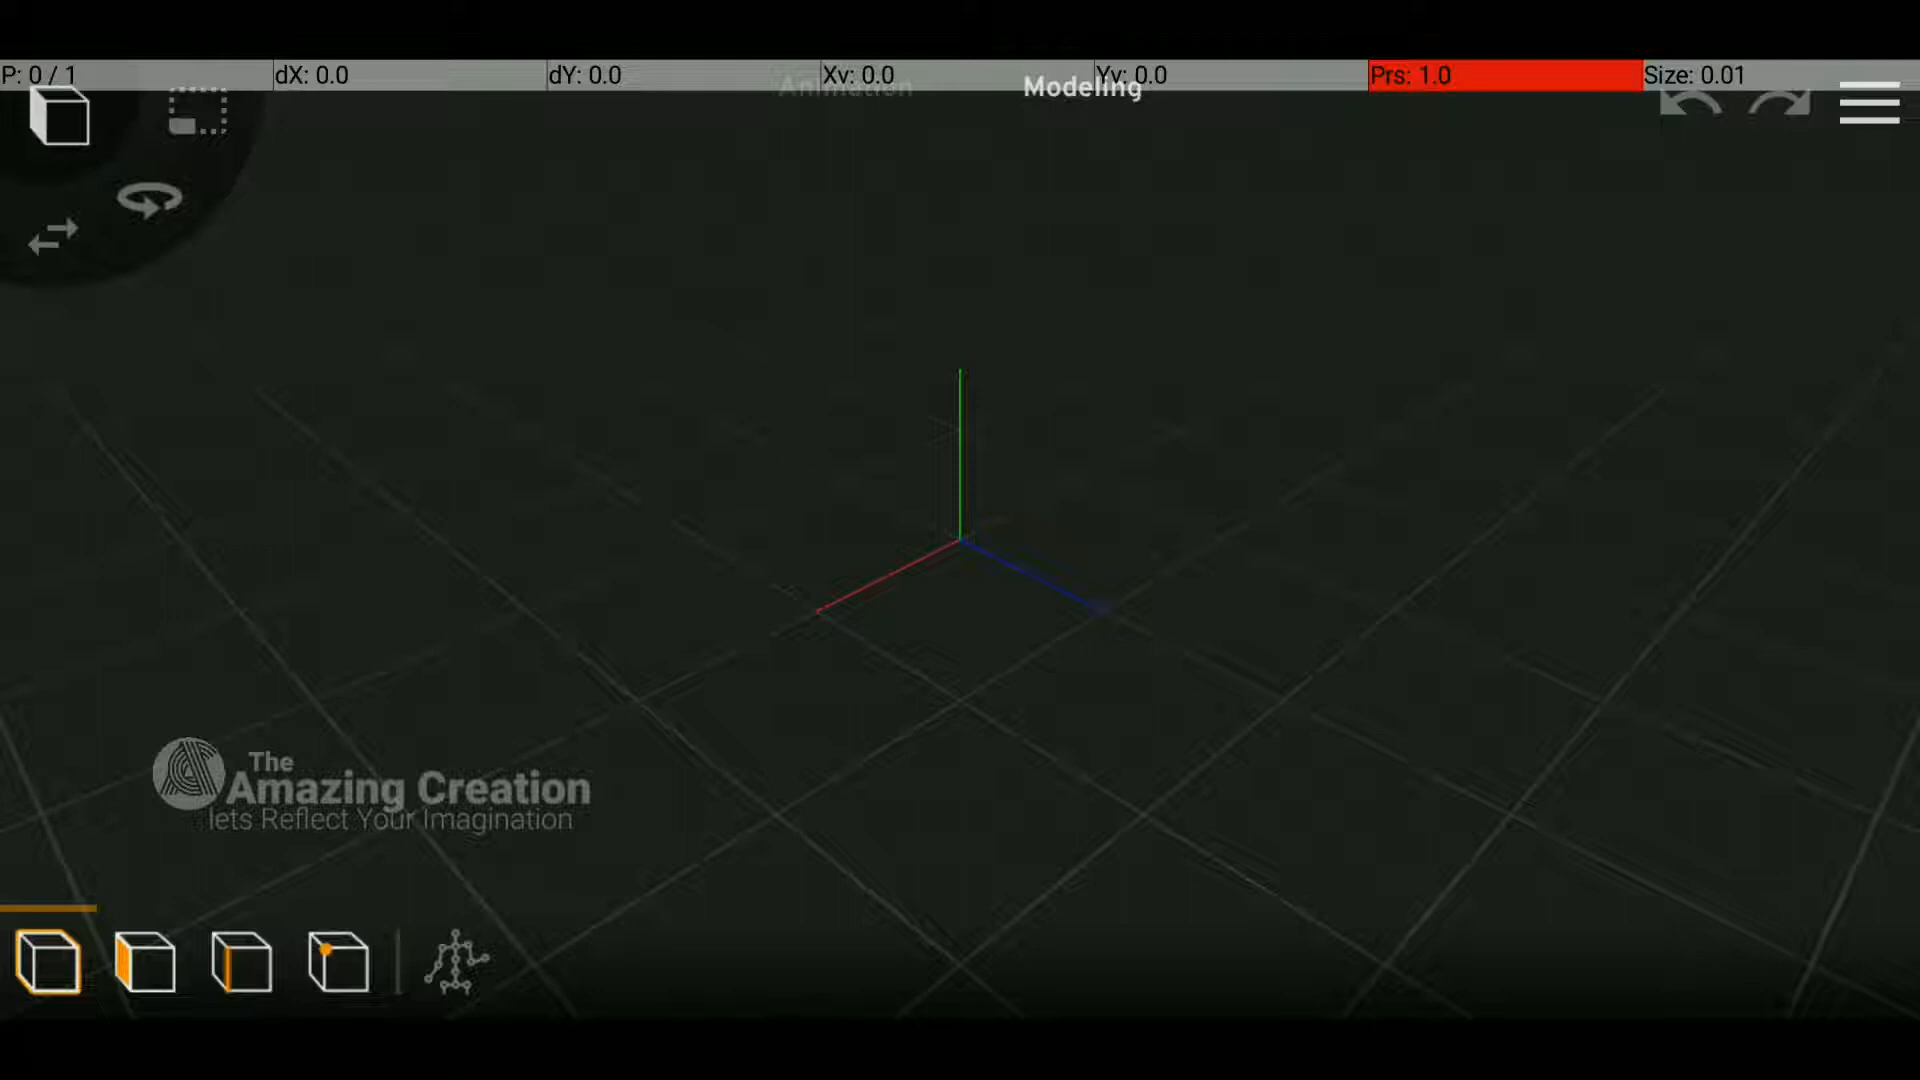 P: 0 / 1 dX: 0.0 dY: 0.0 Xv: 0.0 Yv: 0.0 Prs: 1.0 Size: 0.01
Animation Modeling
The
Amazing Creation
lets Reflect Your Imagination